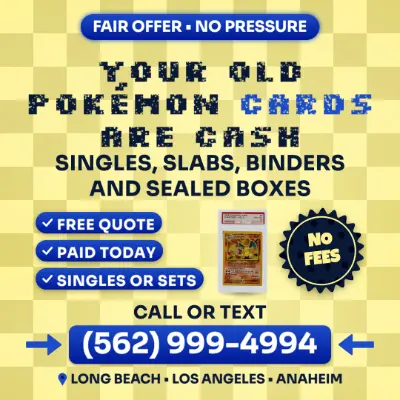 FAIR OFFER • NO PRESSURE
YOUR OLD
POKÉMON CARDS
ARE CASH
SINGLES, SLABS, BINDERS
AND SEALED BOXES
FREE QUOTE
PAID TODAY
SINGLES OR SETS
NO
FEES
CALL OR TEXT
(562) 999-4994
LONG BEACH • LOS ANGELES • ANAHEIM